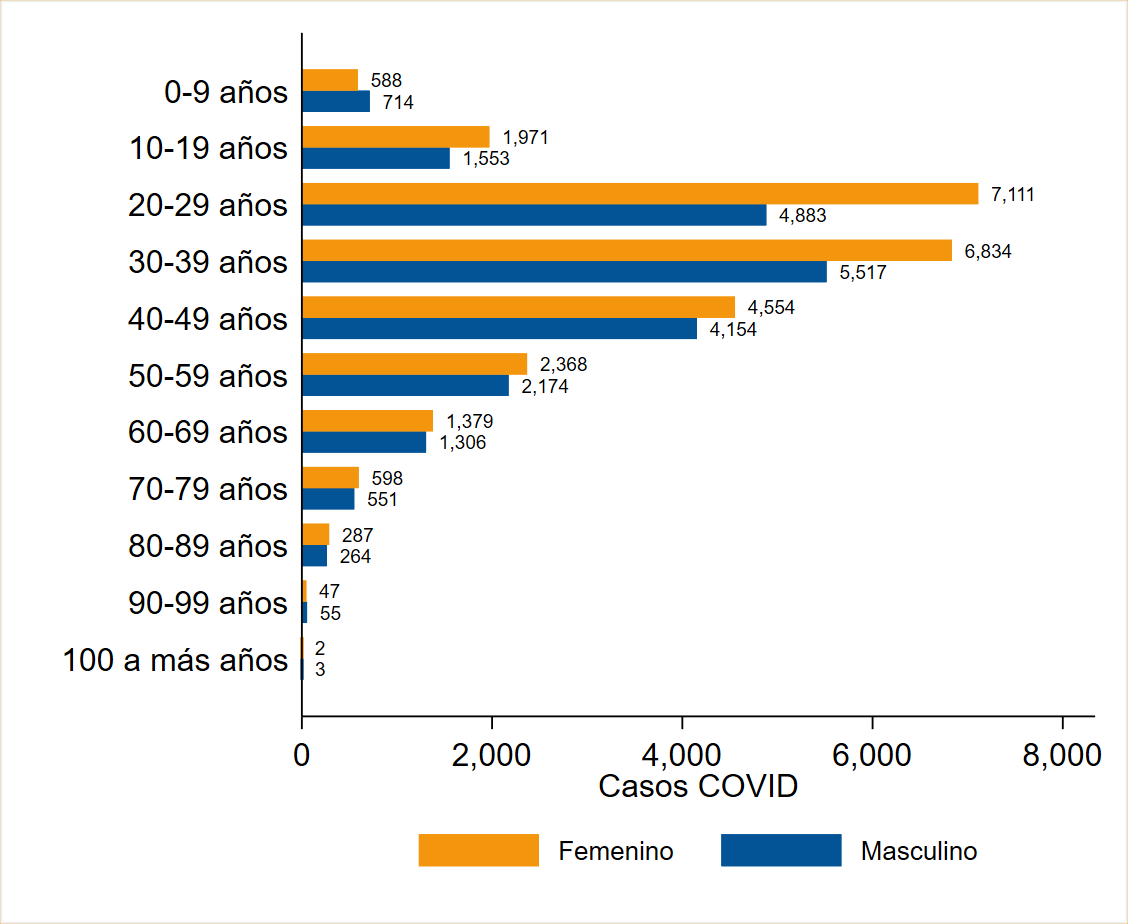 0-9 años
588
714
10-19 años
1,971
1,553
20-29 años
7,111
4,883
30-39 años
6,834
5,517
40-49 años
4,554
4,154
50-59 años
2,368
2,174
60-69 años
1,379
1,306
70-79 años
598
551
80-89 años
287
264
90-99 años
47
55
100 a más años
2
3
0 2,000 4,000 6,000 8,000
Casos COVID
Femenino Masculino